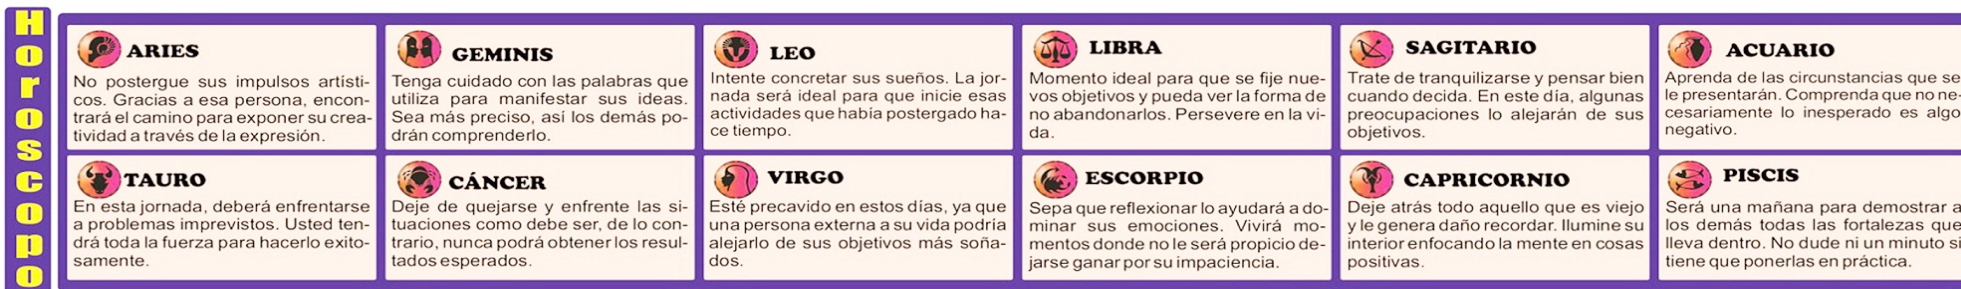 Horóscopo
ARIES
No postergue sus impulsos artísti-
cos. Gracias a esa persona, encon-
trará el camino para exponer su crea-
tividad a través de la expresión.
GEMINIS
Tenga cuidado con las palabras que
utiliza para manifestar sus ideas.
Sea más preciso, así los demás po-
drán comprenderlo.
LEO
Intente concretar sus sueños. La jor-
nada será ideal para que inicie esas
actividades que había postergado ha-
ce tiempo.
LIBRA
Momento ideal para que se fije nue-
vos objetivos y pueda ver la forma de
no abandonarlos. Persevere en la vi-
da.
SAGITARIO
Trate de tranquilizarse y pensar bien
cuando decida. En este día, algunas
preocupaciones lo alejarán de sus
objetivos.
ACUARIO
Aprenda de las circunstancias que se
le presentarán. Comprenda que no ne-
cesariamente lo inesperado es algo
negativo.
TAURO
En esta jornada, deberá enfrentarse
a problemas imprevistos. Usted ten-
drá toda la fuerza para hacerlo exito-
samente.
CÁNCER
Deje de quejarse y enfrente las si-
tuaciones como debe ser, de lo con-
trario, nunca podrá obtener los resul-
tados esperados.
VIRGO
Esté precavido en estos días, ya que
una persona externa a su vida podría
alejarlo de sus objetivos más soña-
dos.
ESCORPIO
Sepa que reflexionar lo ayudará a do-
minar sus emociones. Vivirá mo-
mentos donde no le será propicio de-
jarse ganar por su impaciencia.
CAPRICORNIO
Deje atrás todo aquello que es viejo
y le genera daño recordar. Ilumine su
interior enfocando la mente en cosas
positivas.
PISCIS
Será una mañana para demostrar a
los demás todas las fortalezas que
lleva dentro. No dude ni un minuto si
tiene que ponerlas en práctica.